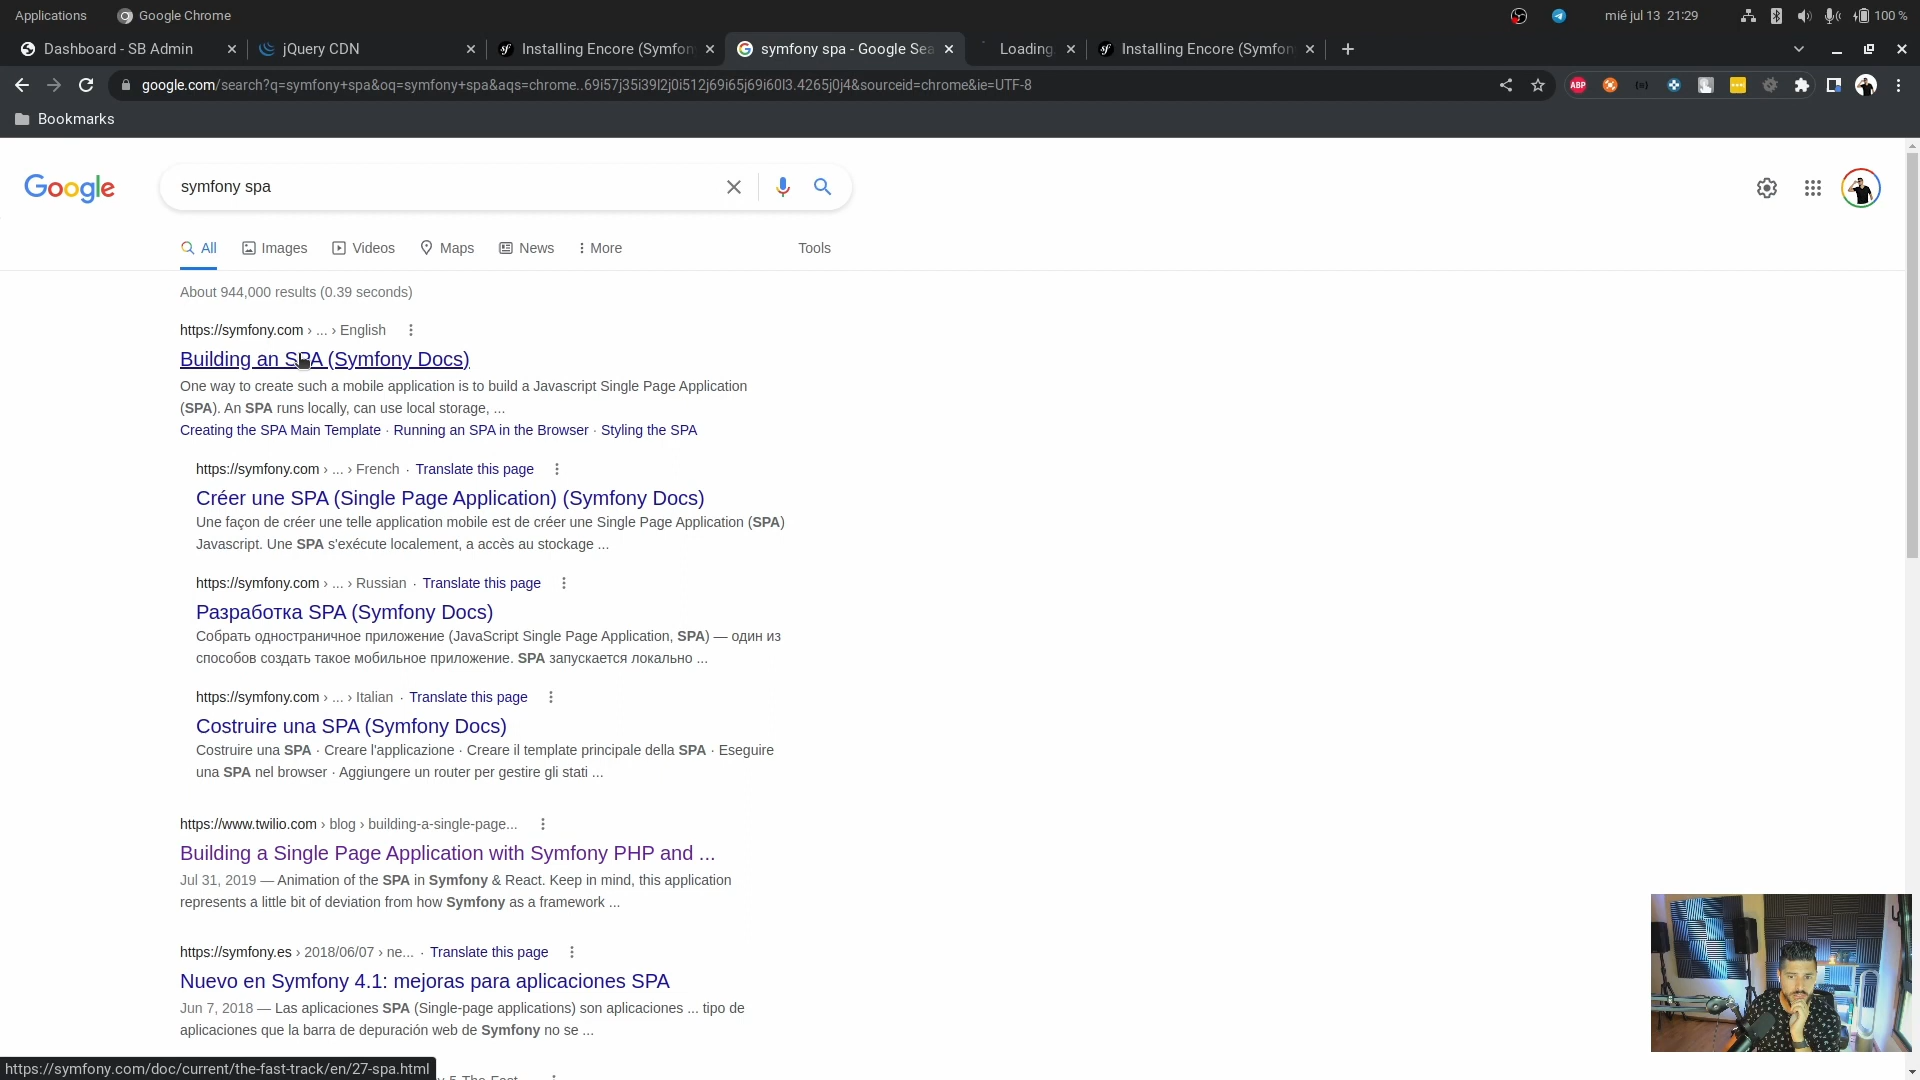 Applications
Google Chrome
mié jul 13 21:29
100 %
Dashboard - SB Admin
jQuery CDN
Installing Encore (Symfon
symfony spa - Google Sea
Loading
Installing Encore (Symfon
google.com/search?q=symfony+spa&oq=symfony+spa&aqs=chrome..69i57j35i39l2j0i512j69i65j69i60l3.4265j0j4&sourceid=chrome&ie=UTF-8
ABP
Bookmarks
Google
symfony spa
All
Images
Videos
Maps
News
More
Tools
About 944,000 results (0.39 seconds)
https://symfony.com › ... › English
Building an SPA (Symfony Docs)
One way to create such a mobile application is to build a Javascript Single Page Application
(SPA). An SPA runs locally, can use local storage, ...
Creating the SPA Main Template · Running an SPA in the Browser · Styling the SPA
https://symfony.com › ... › French · Translate this page
Créer une SPA (Single Page Application) (Symfony Docs)
Une façon de créer une telle application mobile est de créer une Single Page Application (SPA)
Javascript. Une SPA s'exécute localement, a accès au stockage ...
https://symfony.com › ... › Russian · Translate this page
Разработка SPA (Symfony Docs)
Собрать одностраничное приложение (JavaScript Single Page Application, SPA) — один из
способов создать такое мобильное приложение. SPA запускается локально ...
https://symfony.com › ... › Italian · Translate this page
Costruire una SPA (Symfony Docs)
Costruire una SPA · Creare l'applicazione · Creare il template principale della SPA · Eseguire
una SPA nel browser · Aggiungere un router per gestire gli stati ...
https://www.twilio.com › blog › building-a-single-page...
Building a Single Page Application with Symfony PHP and ...
Jul 31, 2019 — Animation of the SPA in Symfony & React. Keep in mind, this application
represents a little bit of deviation from how Symfony as a framework ...
https://symfony.es › 2018/06/07 › ne... · Translate this page
Nuevo en Symfony 4.1: mejoras para aplicaciones SPA
Jun 7, 2018 — Las aplicaciones SPA (Single-page applications) son aplicaciones ... tipo de
aplicaciones que la barra de depuración web de Symfony no se ...
https://symfony.com/doc/current/the-fast-track/en/27-spa.html